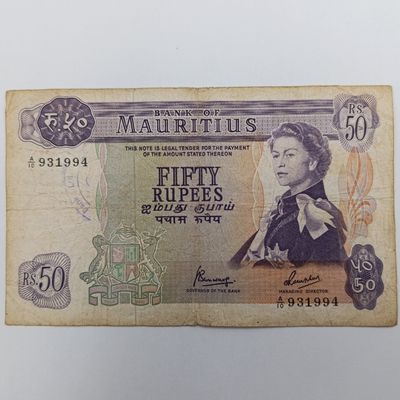 रु.५०
BANK OF
MAURITIUS
RS.
50
THIS NOTE IS LEGAL TENDER FOR THE PAYMENT
OF THE AMOUNT STATED THEREON
A/10 931994
FIFTY
RUPEES
ஐம்பது ரூபாய்
पचास
RS. 50
GOVERNOR OF THE BANK
MANAGING DIRECTOR
A/10 931994